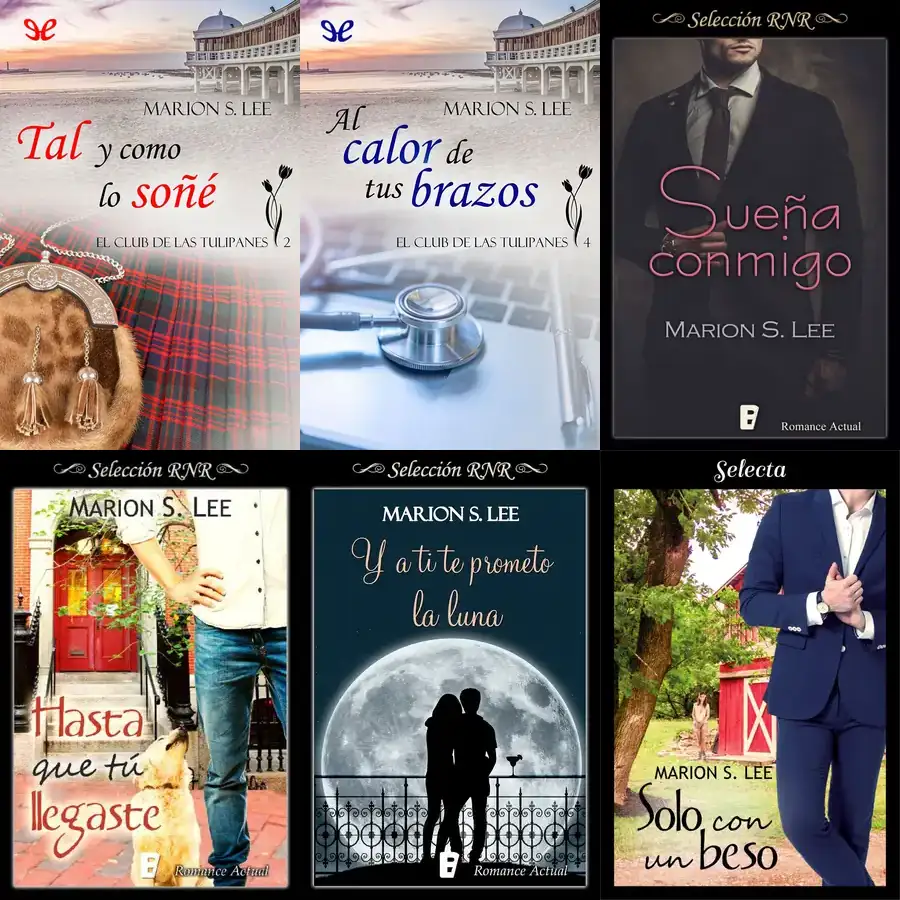 MARION S. LEE
Tal y como
lo soñé
EL CLUB DE LAS TULIPANES 2
MARION S. LEE
Al
calor de
tus brazos
EL CLUB DE LAS TULIPANES 4
Selección RNR
Sueña
conmigo
MARION S. LEE
B
Romance Actual
Selección RNR
MARION S. LEE
Hasta
que tú
llegaste
B
Romance Actual
Selección RNR
MARION S. LEE
Y a ti te prometo
la luna
B
Romance Actual
Selecta
MARION S. LEE
Solo con
un beso